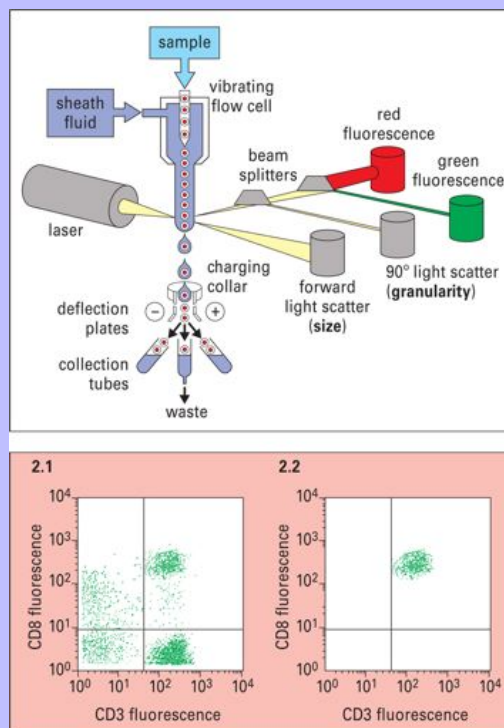 sample
vibrating
flow cell
sheath
fluid
red
fluorescence
beam
splitters
green
fluorescence
laser
charging
collar
forward
light scatter
(size)
90° light scatter
(granularity)
deflection
plates
− +
collection
tubes
waste
2.1
10⁴
10³
10²
10¹
10⁰
CD8 fluorescence
10⁰ 10¹ 10² 10³ 10⁴
CD3 fluorescence
2.2
10⁴
10³
10²
10¹
10⁰
CD8 fluorescence
10⁰ 10¹ 10² 10³ 10⁴
CD3 fluorescence